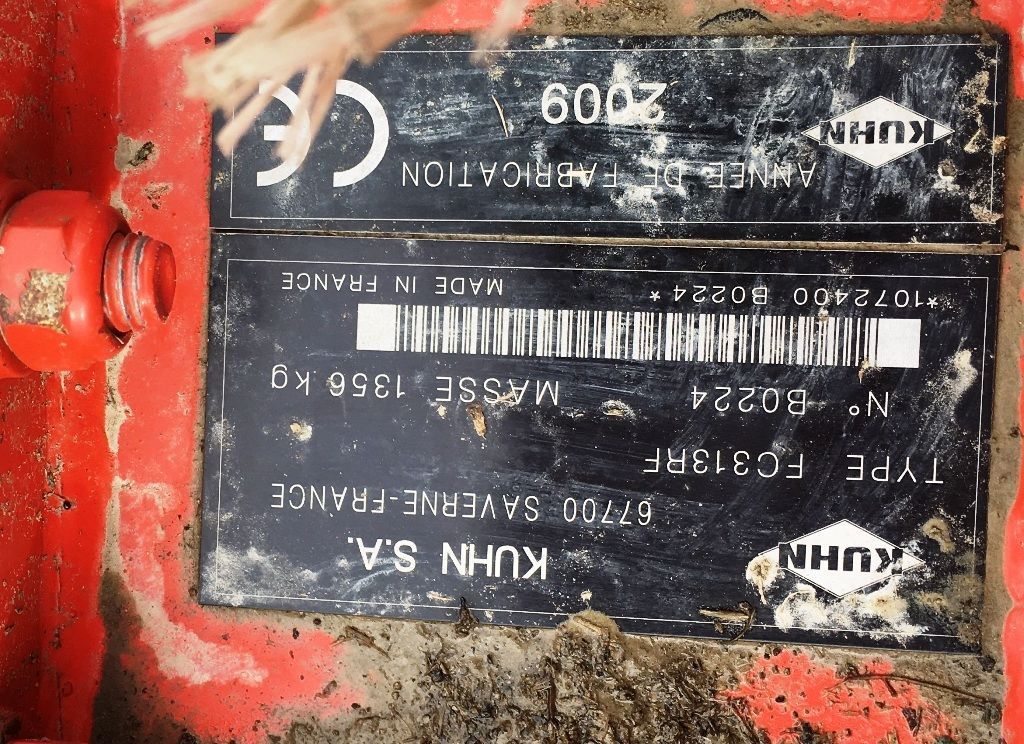 KUHN
KUHN S.A.
67700 SAVERNE-FRANCE
TYPE FC313RF
N° B0224 MASSE 1356 kg
*1072400 B0224* MADE IN FRANCE
KUHN
ANNEE DE FABRICATION
2009
CE